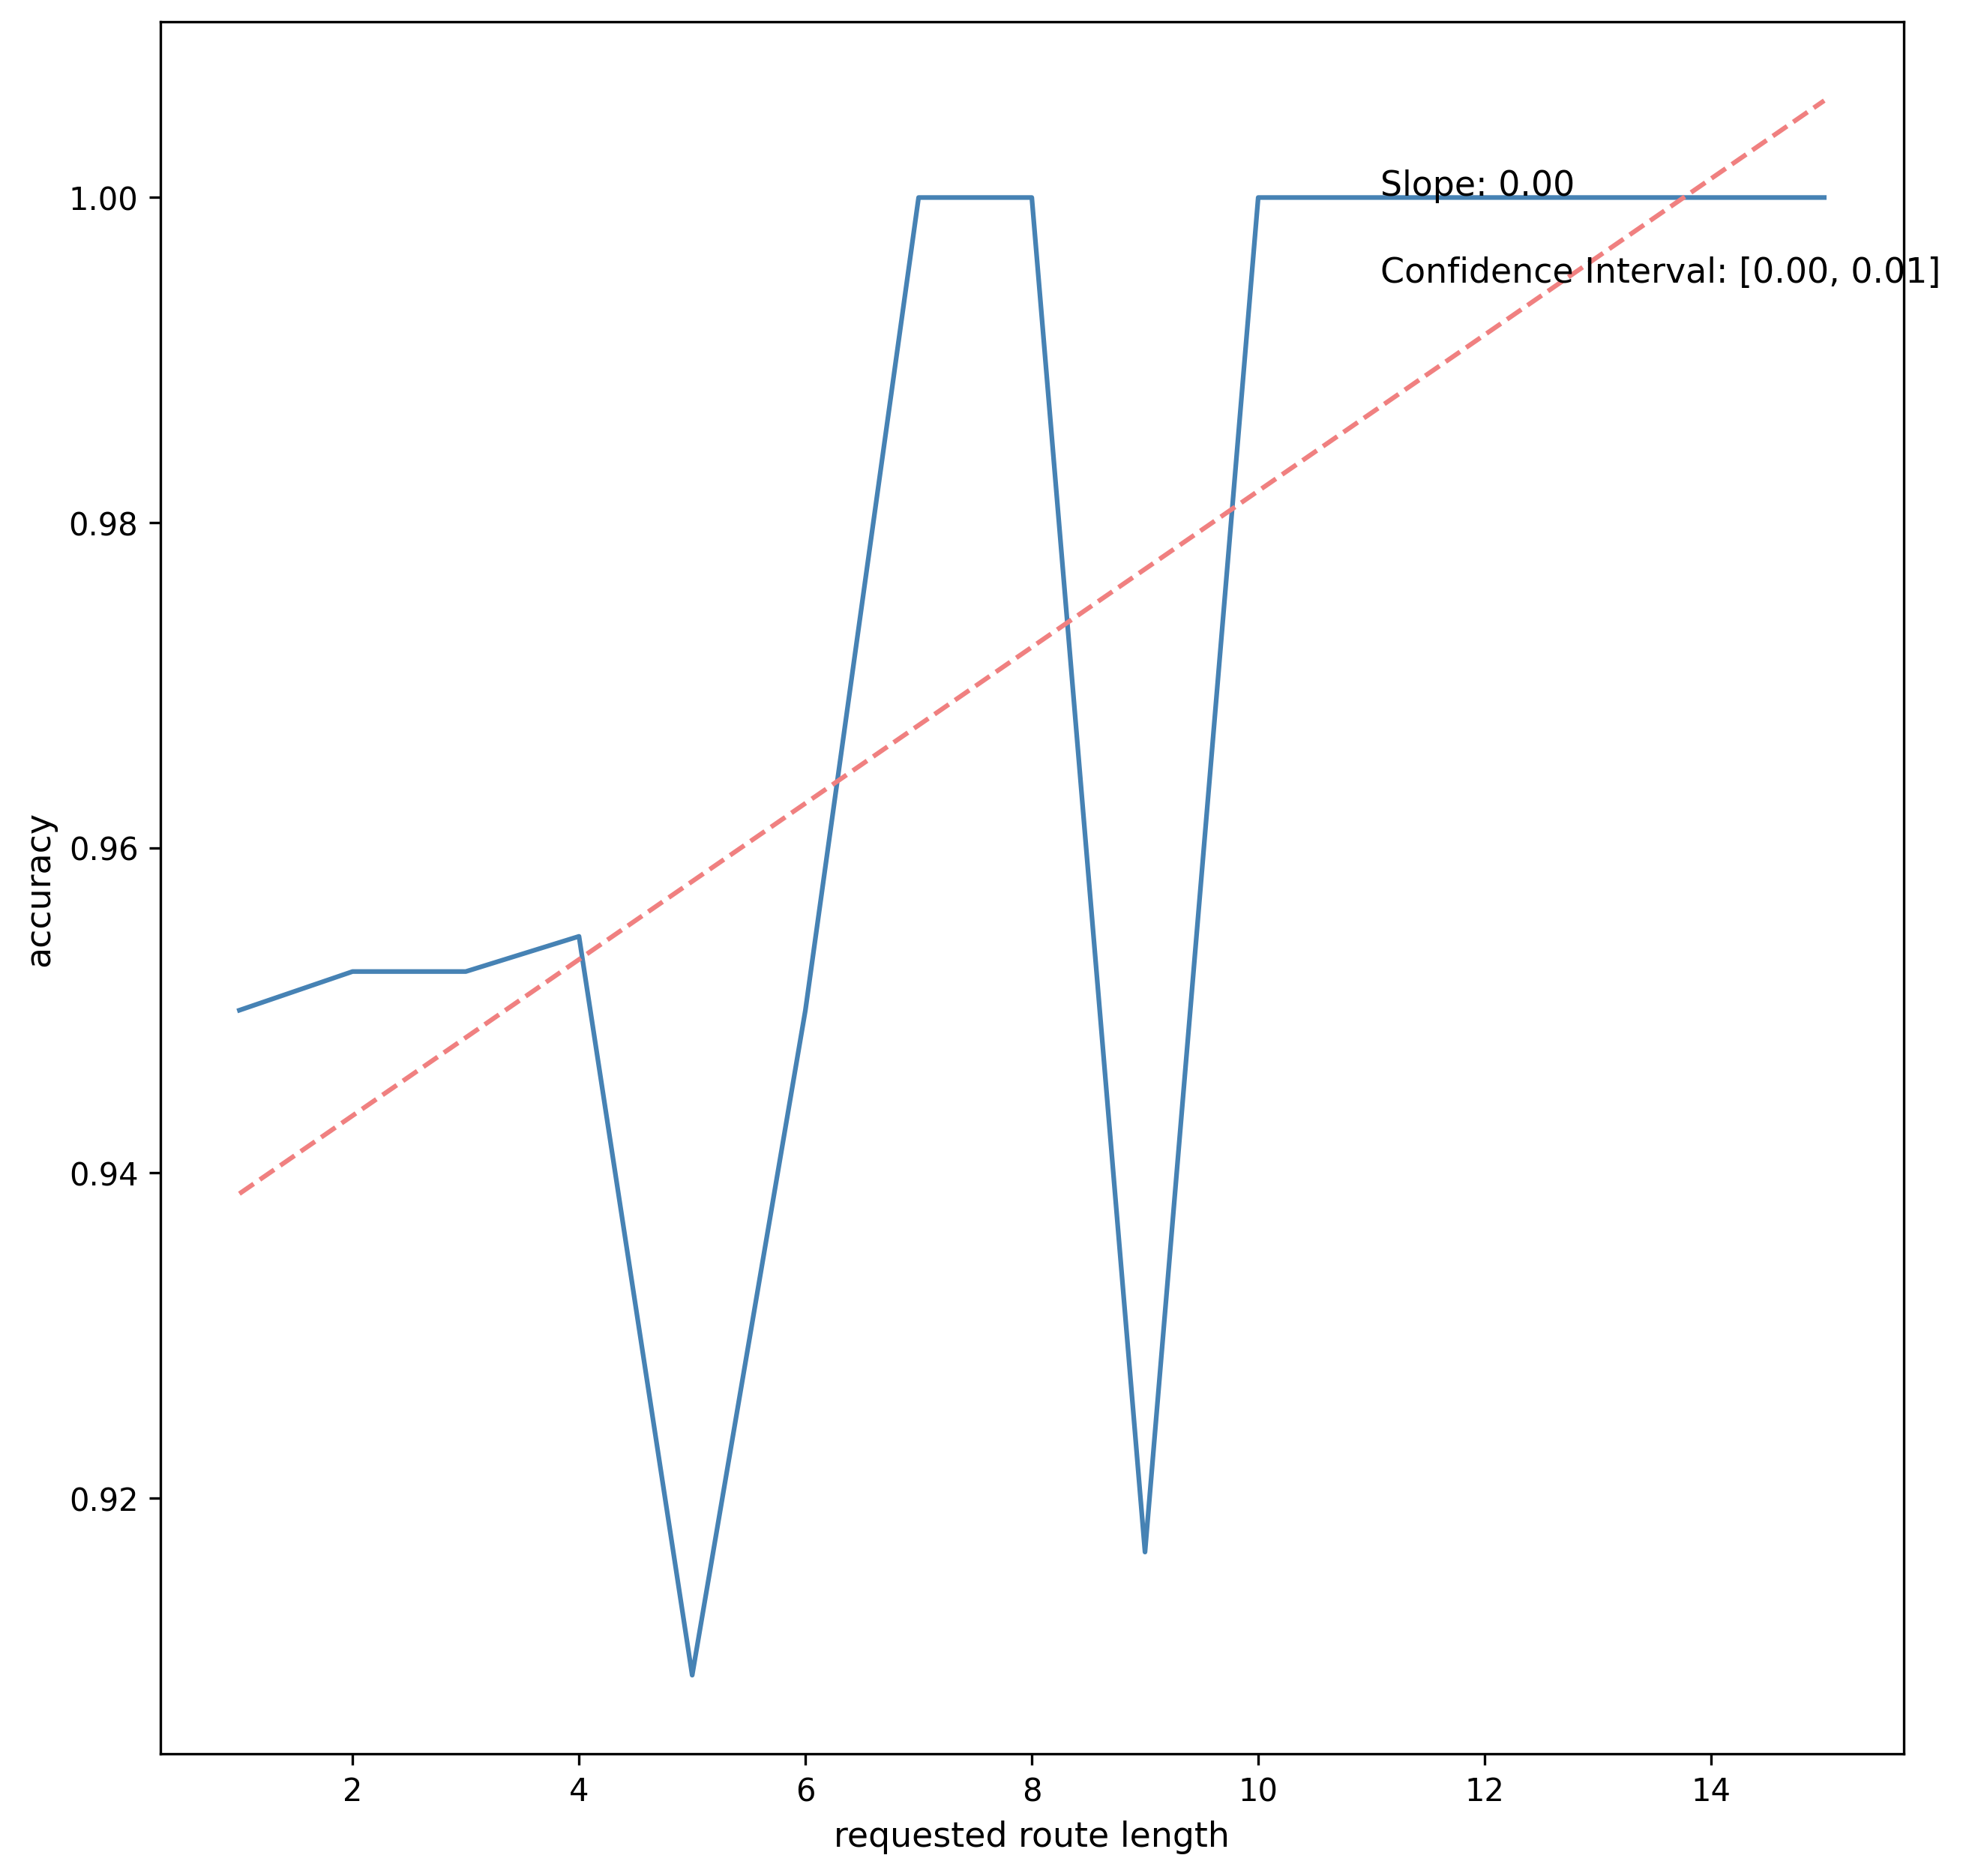 1.00
0.98
0.96
0.94
0.92
accuracy
Slope: 0.00
Confidence Interval: [0.00, 0.01]
2 4 6 8 10 12 14
requested route length